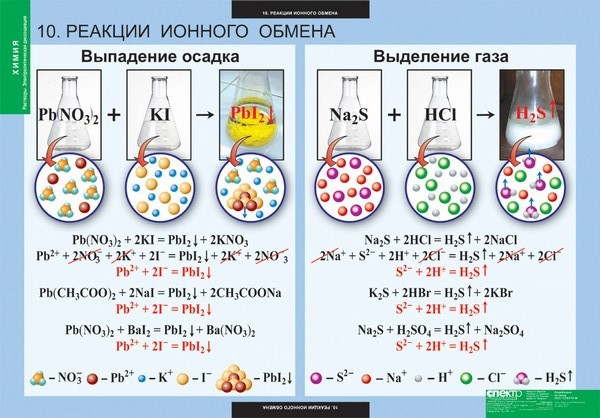 10. РЕАКЦИИ ИОННОГО ОБМЕНА
ХИМИЯ
Растворы. Электролитическая диссоциация
10. РЕАКЦИИ ИОННОГО ОБМЕНА
Выпадение осадка
Pb(NO₃)₂ + KI → PbI₂↓
Pb(NO₃)₂ + 2KI = PbI₂↓ + 2KNO₃
Pb²⁺ + 2NO₃⁻ + 2K⁺ + 2I⁻ = PbI₂↓ + 2K⁺ + 2NO⁻₃
Pb²⁺ + 2I⁻ = PbI₂↓
Pb(CH₃COO)₂ + 2NaI = PbI₂↓ + 2CH₃COONa
Pb²⁺ + 2I⁻ = PbI₂↓
Pb(NO₃)₂ + BaI₂ = PbI₂↓ + Ba(NO₃)₂
Pb²⁺ + 2I⁻ = PbI₂↓
– NO₃⁻ – Pb²⁺ – K⁺ – I⁻ – PbI₂↓
Выделение газа
Na₂S + HCl → H₂S↑
Na₂S + 2HCl = H₂S↑ + 2NaCl
2Na⁺ + S²⁻ + 2H⁺ + 2Cl⁻ = H₂S↑ + 2Na⁺ + 2Cl⁻
S²⁻ + 2H⁺ = H₂S↑
K₂S + 2HBr = H₂S↑ + 2KBr
S²⁻ + 2H⁺ = H₂S↑
Na₂S + H₂SO₄ = H₂S↑ + Na₂SO₄
S²⁻ + 2H⁺ = H₂S↑
– S²⁻ – Na⁺ – H⁺ – Cl⁻ – H₂S↑
спектр
10. РЕАКЦИИ ИОННОГО ОБМЕНА